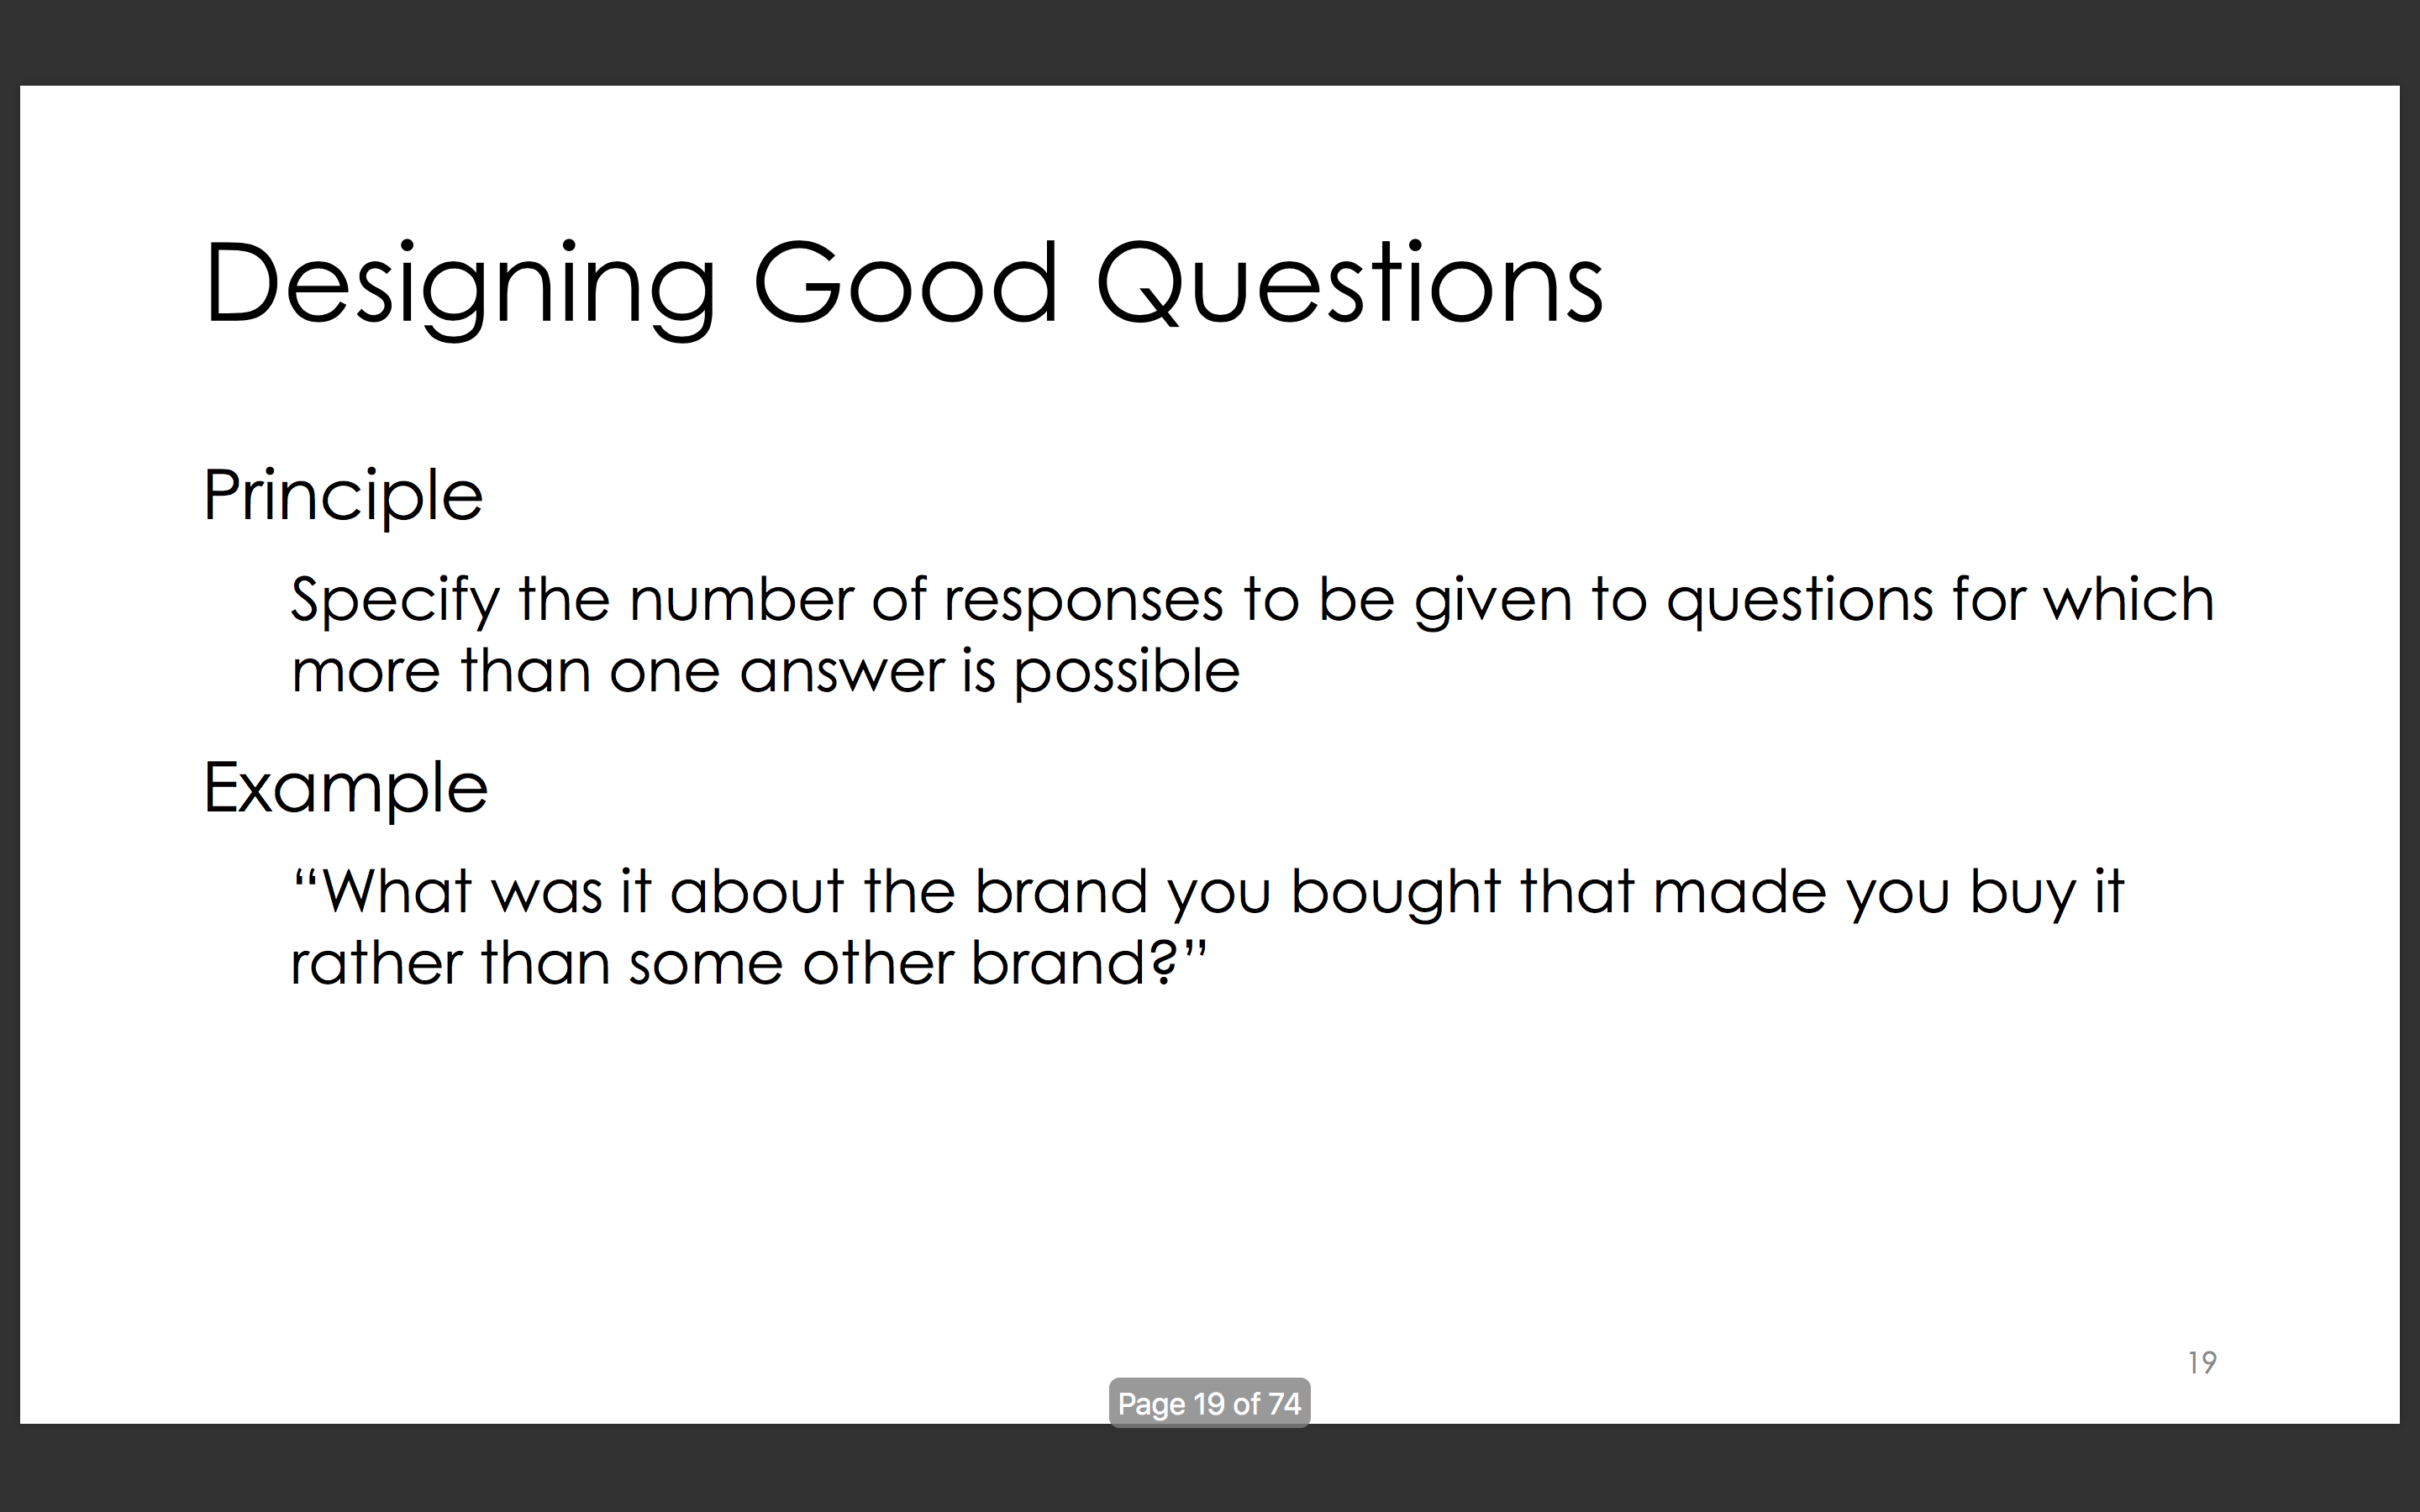 Designing Good Questions
Principle
Specify the number of responses to be given to questions for which
more than one answer is possible
Example
“What was it about the brand you bought that made you buy it
rather than some other brand?”
19
Page 19 of 74